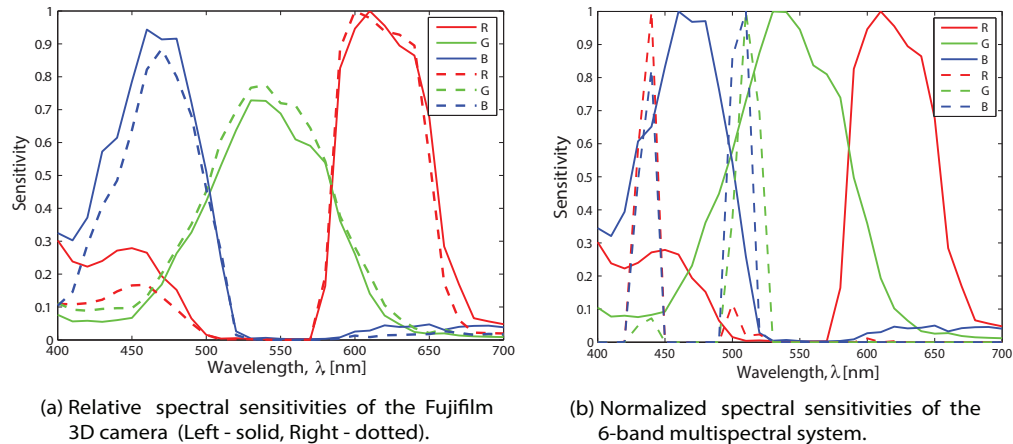 1
0.9
0.8
0.7
0.6
0.5
0.4
0.3
0.2
0.1
0
Sensitivity
400
450
500
550
600
650
700
Wavelength, λ [nm]
R
G
B
R
G
B
(a) Relative spectral sensitivities of the Fujifilm
3D camera (Left - solid, Right - dotted).
1
0.9
0.8
0.7
0.6
0.5
0.4
0.3
0.2
0.1
0
Sensitivity
400
450
500
550
600
650
700
Wavelength, λ [nm]
R
G
B
R
G
B
(b) Normalized spectral sensitivities of the
6-band multispectral system.